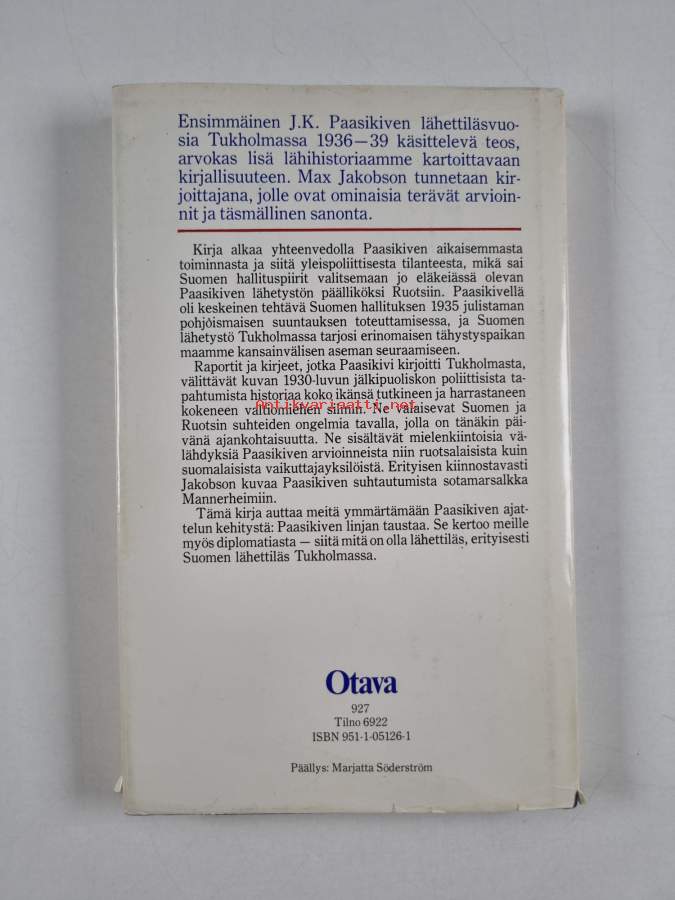 Ensimmäinen J.K. Paasikiven lähettiläsvuo-
sia Tukholmassa 1936—39 käsittelevä teos,
arvokas lisä lähihistoriaamme kartoittavaan
kirjallisuuteen. Max Jakobson tunnetaan kir-
joittajana, jolle ovat ominaisia terävät arvioin-
nit ja täsmällinen sanonta.
Kirja alkaa yhteenvedolla Paasikiven aikaisemmasta
toiminnasta ja siitä yleispoliittisesta tilanteesta, mikä sai
Suomen hallituspiirit valitsemaan jo eläkeiässä olevan
Paasikiven lähetystön päälliköksi Ruotsiin. Paasikivellä
oli keskeinen tehtävä Suomen hallituksen 1935 julistaman
pohjoismaisen suuntauksen toteuttamisessa, ja Suomen
lähetystö Tukholmassa tarjosi erinomaisen tähystyspaikan
maamme kansainvälisen aseman seuraamiseen.
Raportit ja kirjeet, jotka Paasikivi kirjoitti Tukholmasta,
välittävät kuvan 1930-luvun jälkipuoliskon poliittisista ta-
pahtumista historiaa koko ikänsä tutkineen ja harrastaneen
kokeneen valtiomiehen silmin. Ne valaisevat Suomen ja
Antikvariaatti.net
Ruotsin suhteiden ongelmia tavalla, jolla on tänäkin päi-
vänä ajankohtaisuutta. Ne sisältävät mielenkiintoisia vä-
lähdyksiä Paasikiven arvioinneista niin ruotsalaisista kuin
suomalaisista vaikuttajayksilöistä. Erityisen kiinnostavasti
Jakobson kuvaa Paasikiven suhtautumista sotamarsalkka
Mannerheimiin.
Tämä kirja auttaa meitä ymmärtämään Paasikiven ajat-
telun kehitystä: Paasikiven linjan taustaa. Se kertoo meille
myös diplomatiasta — siitä mitä on olla lähettiläs, erityisesti
Suomen lähettiläs Tukholmassa.
Otava
927
Tilno 6922
ISBN 951-1-05126-1
Päällys: Marjatta Söderström